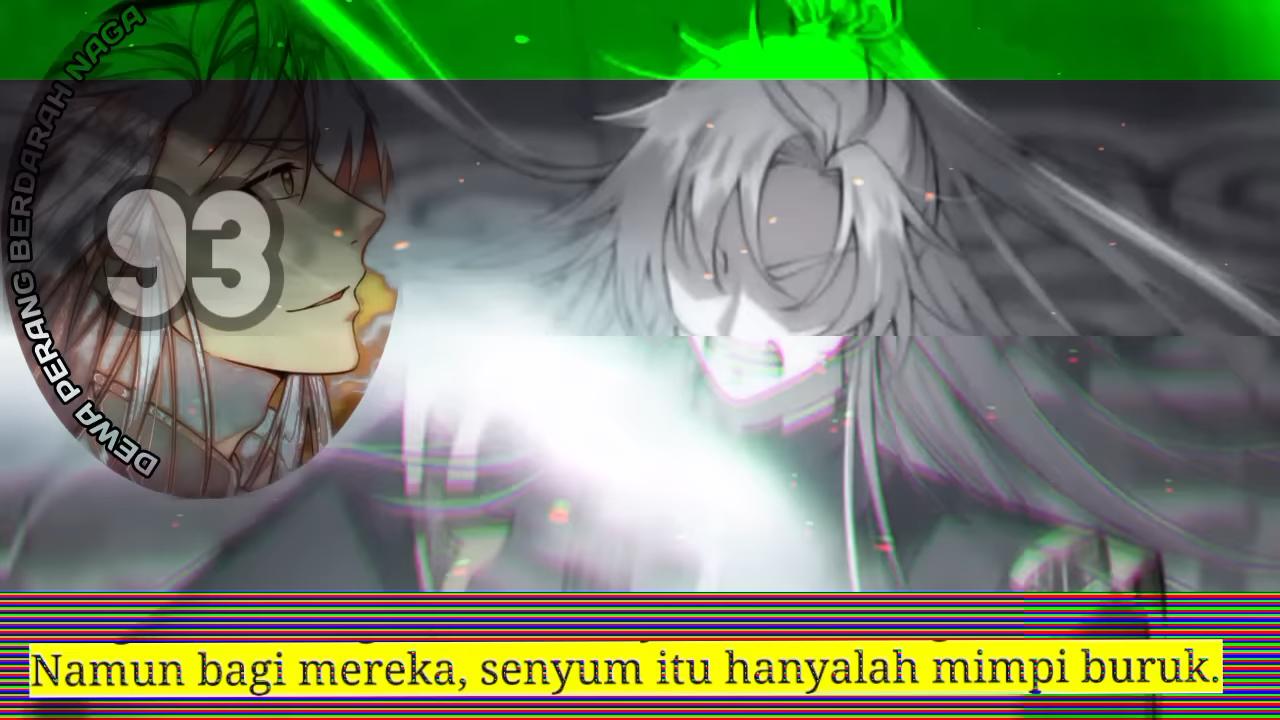 DEWA PERANG BERDARAH NAGA
93
Namun bagi mereka, senyum itu hanyalah mimpi buruk.